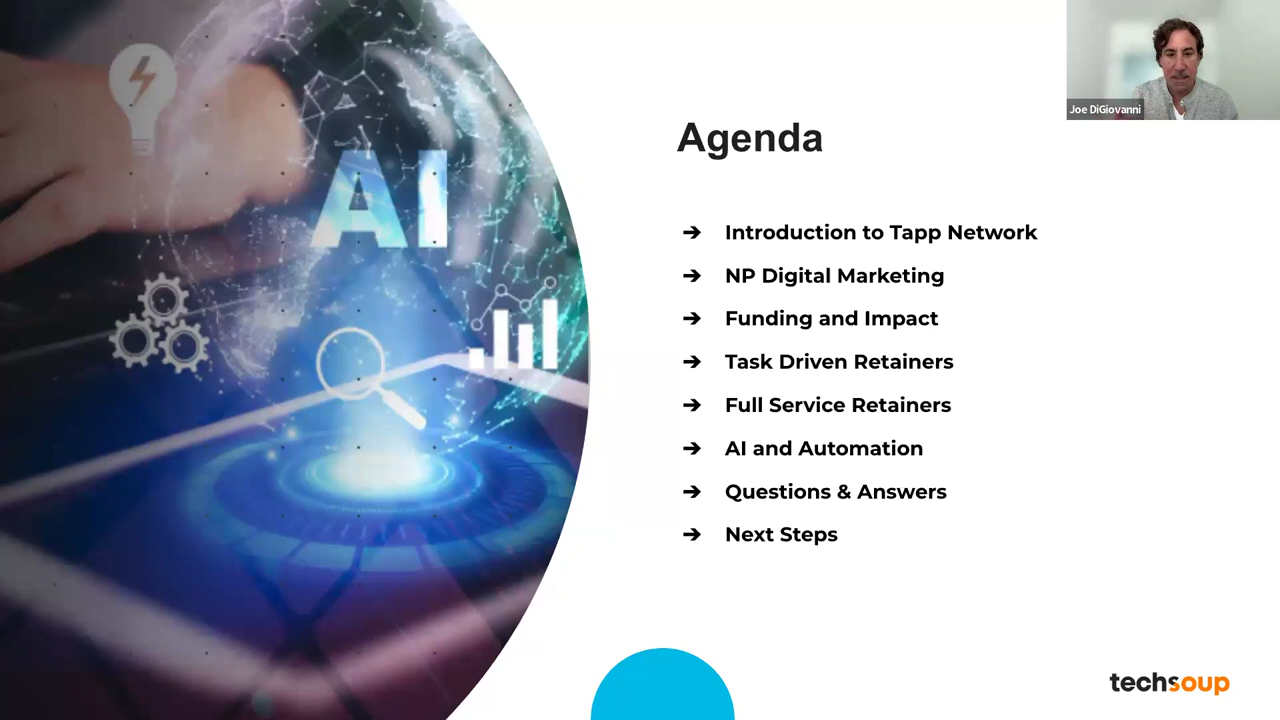 AI
Joe DiGiovanni
Agenda
➔ Introduction to Tapp Network
➔ NP Digital Marketing
➔ Funding and Impact
➔ Task Driven Retainers
➔ Full Service Retainers
➔ AI and Automation
➔ Questions & Answers
➔ Next Steps
techsoup